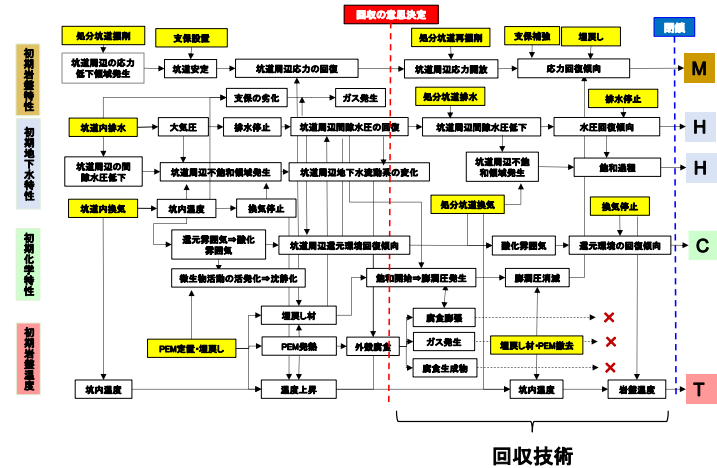 回収の意思決定
閉鎖
処分坑道掘削
支保設置
処分坑道再掘削
支保補強
埋戻し
初期岩盤特性
坑道周辺の応力
低下領域発生
坑道安定
坑道周辺応力の回復
坑道周辺応力開放
応力回復傾向
M
支保の劣化
ガス発生
処分坑道排水
排水停止
初期地下水特性
坑道内排水
大気圧
排水停止
坑道周辺間隙水圧の回復
坑道周辺間隙水圧低下
水圧回復傾向
H
坑道周辺の間
隙水圧低下
坑道周辺不飽和領域発生
坑道周辺地下水流動系の変化
坑道周辺不飽
和領域発生
飽和過程
H
坑道内換気
坑内湿度
換気停止
処分坑道換気
換気停止
初期化学特性
還元雰囲気⇒酸化
雰囲気
坑道周辺還元環境回復傾向
酸化雰囲気
還元環境の回復傾向
C
微生物活動の活発化⇒沈静化
飽和開始⇒膨潤圧発生
膨潤圧消滅
埋戻し材
腐食膨張
初期岩盤温度
PEM定置・埋戻し
PEM発熱
外殻腐食
ガス発生
埋戻し材・PEM撤去
腐食生成物
坑内温度
温度上昇
坑内温度
岩盤温度
T
回収技術